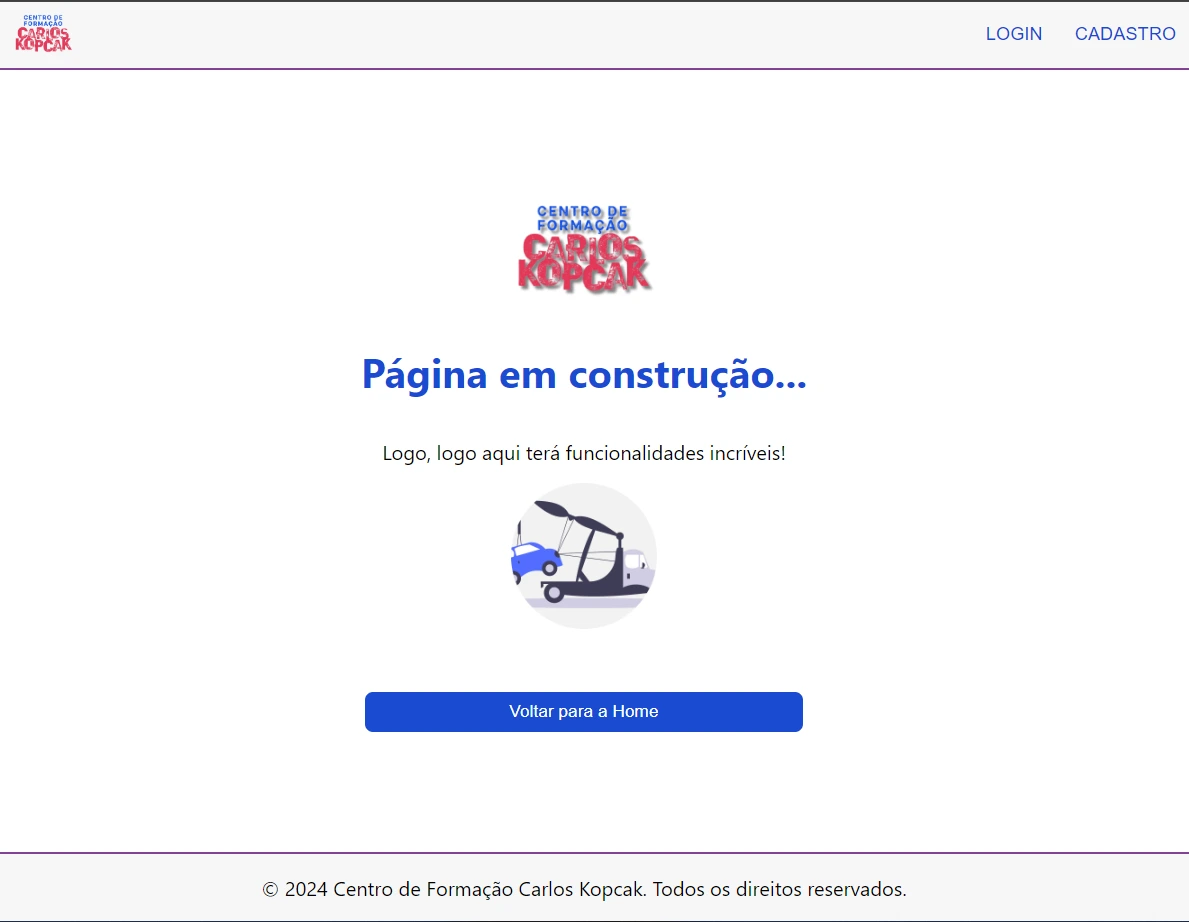 CENTRO DE
FORMAÇÃO
CARLOS
KOPCAK
LOGIN CADASTRO
CENTRO DE
FORMAÇÃO
CARLOS
KOPCAK
Página em construção...
Logo, logo aqui terá funcionalidades incríveis!
Voltar para a Home
© 2024 Centro de Formação Carlos Kopcak. Todos os direitos reservados.